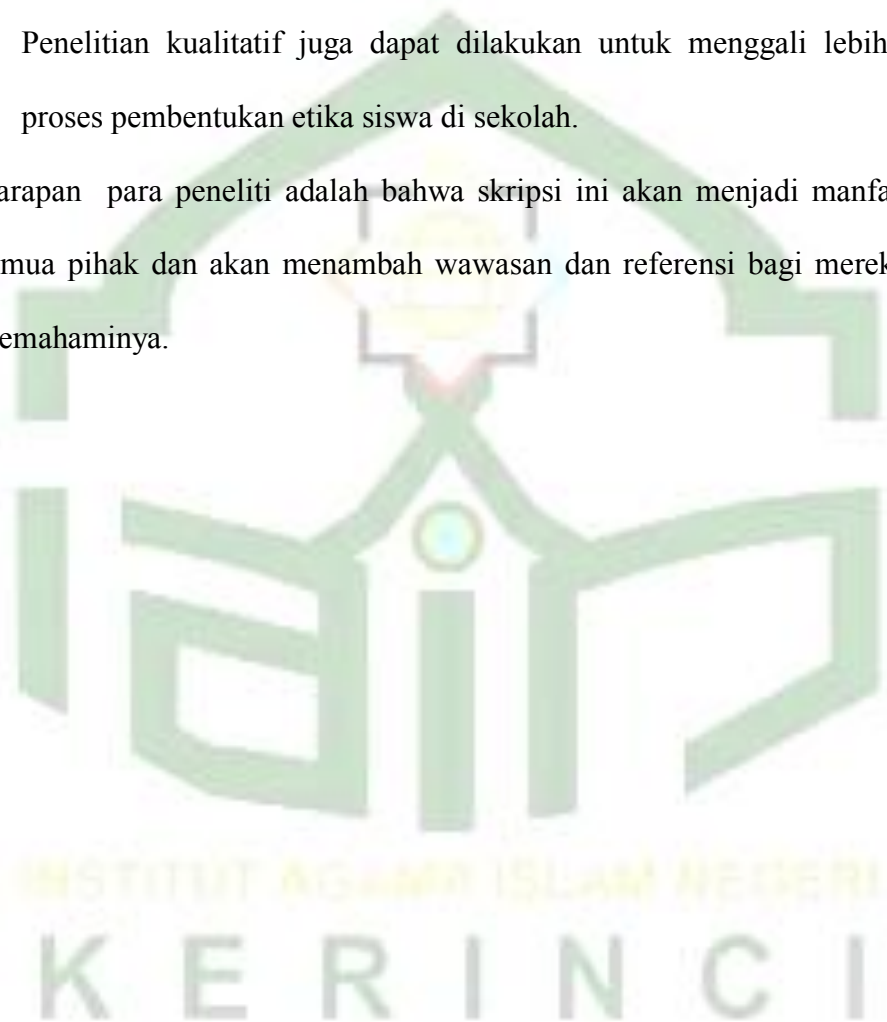 Penelitian kualitatif juga dapat dilakukan untuk menggali lebih
proses pembentukan etika siswa di sekolah.
arapan para peneliti adalah bahwa skripsi ini akan menjadi manfa
mua pihak dan akan menambah wawasan dan referensi bagi merek
emahaminya.
iain
INSTITUT AGAMA ISLAM NEGERI
KERINCI